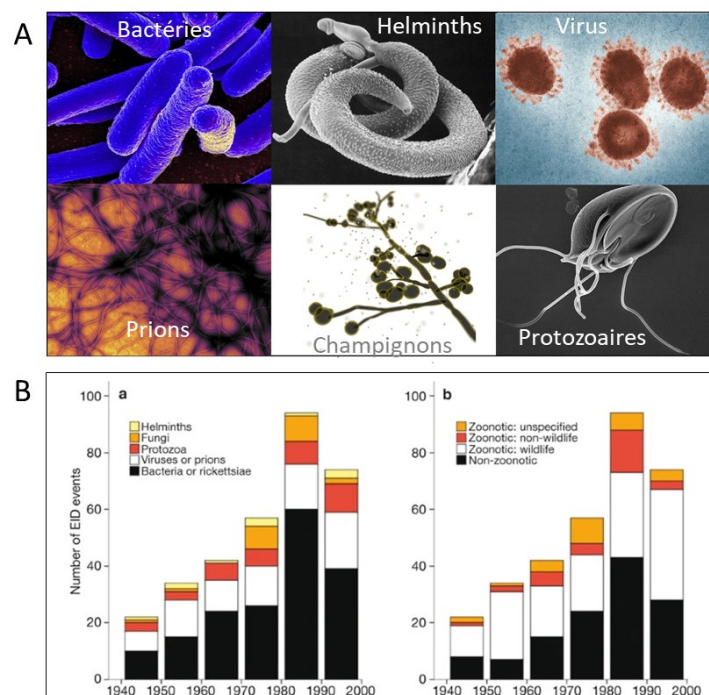 A
Bactéries
Helminths
Virus
Prions
Champignons
Protozoaires
B
a
Helminths
Fungi
Protozoa
Viruses or prions
Bacteria or rickettsiae
Number of EID events
100
80
60
40
20
0
1940 1950 1960 1970 1980 1990 2000
b
Zoonotic: unspecified
Zoonotic: non-wildlife
Zoonotic: wildlife
Non-zoonotic
100
80
60
40
20
0
1940 1950 1960 1970 1980 1990 2000